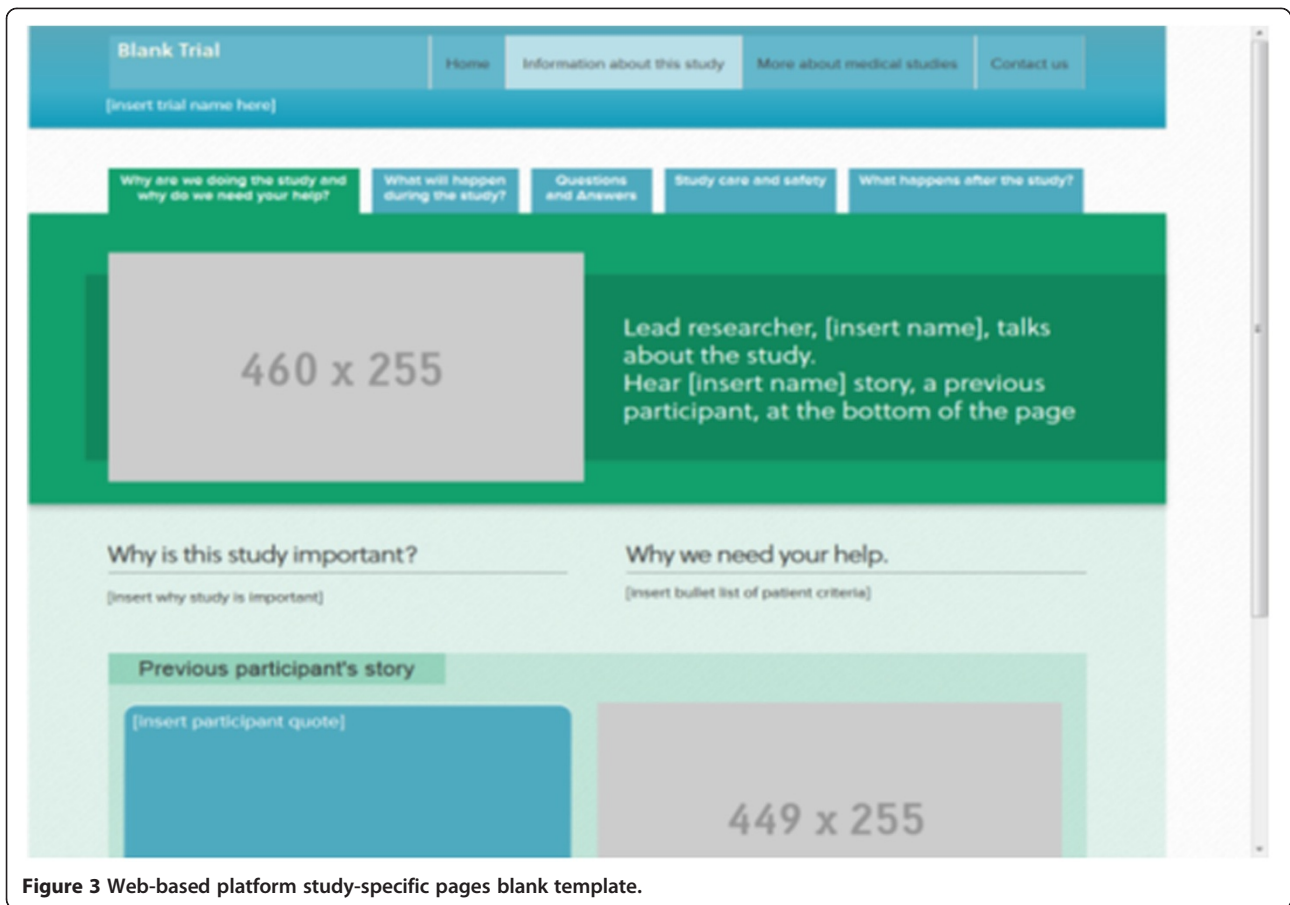 Blank Trial
Home
Information about this study
More about medical studies
Contact us
[insert trial name here]
Why are we doing the study and
why do we need your help?
What will happen
during the study?
Questions
and Answers
Study care and safety
What happens after the study?
460 x 255
Lead researcher, [insert name], talks
about the study.
Hear [insert name] story, a previous
participant, at the bottom of the page
Why is this study important?
[insert why study is important]
Why we need your help.
[insert bullet list of patient criteria]
Previous participant's story
[insert participant quote]
449 x 255
Figure 3 Web-based platform study-specific pages blank template.